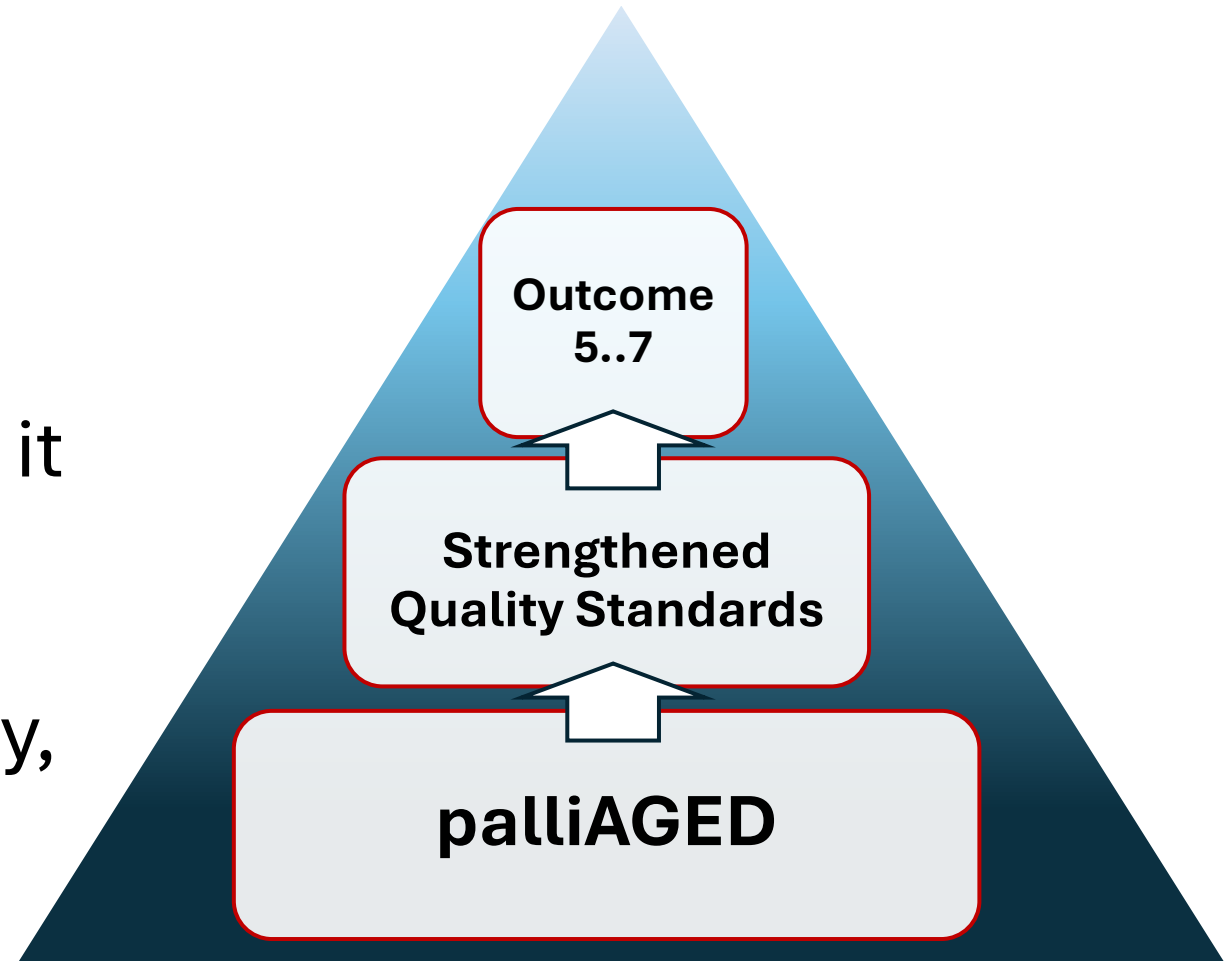 Outcome
5..7
it
Strengthened
Quality Standards
y,
palliAGED